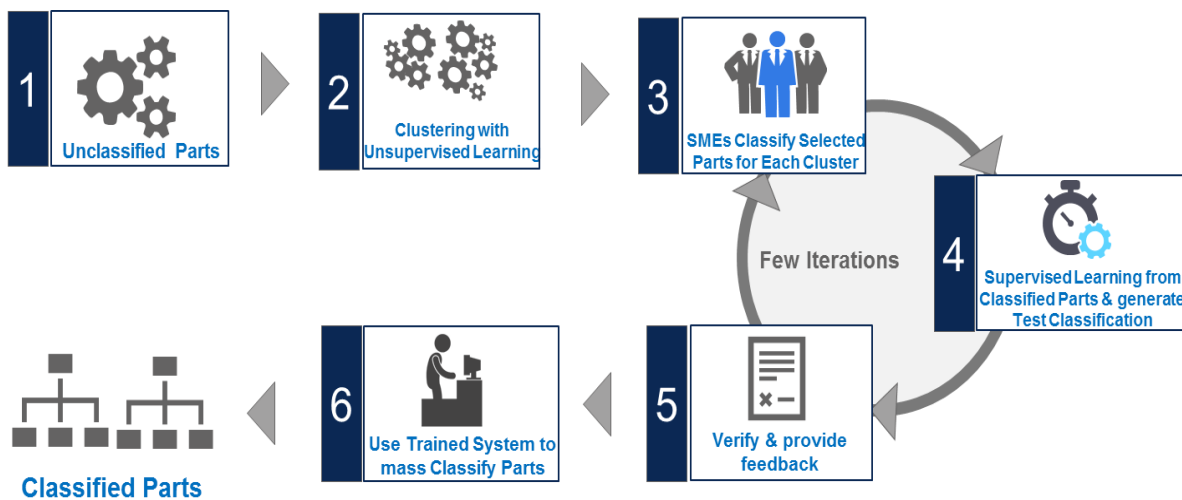 1
Unclassified Parts
2
Clustering with
Unsupervised Learning
3
SMEs Classify Selected
Parts for Each Cluster
4
Supervised Learning from
Classified Parts & generate
Test Classification
Few Iterations
5
Verify & provide
feedback
6
Use Trained System to
mass Classify Parts
Classified Parts